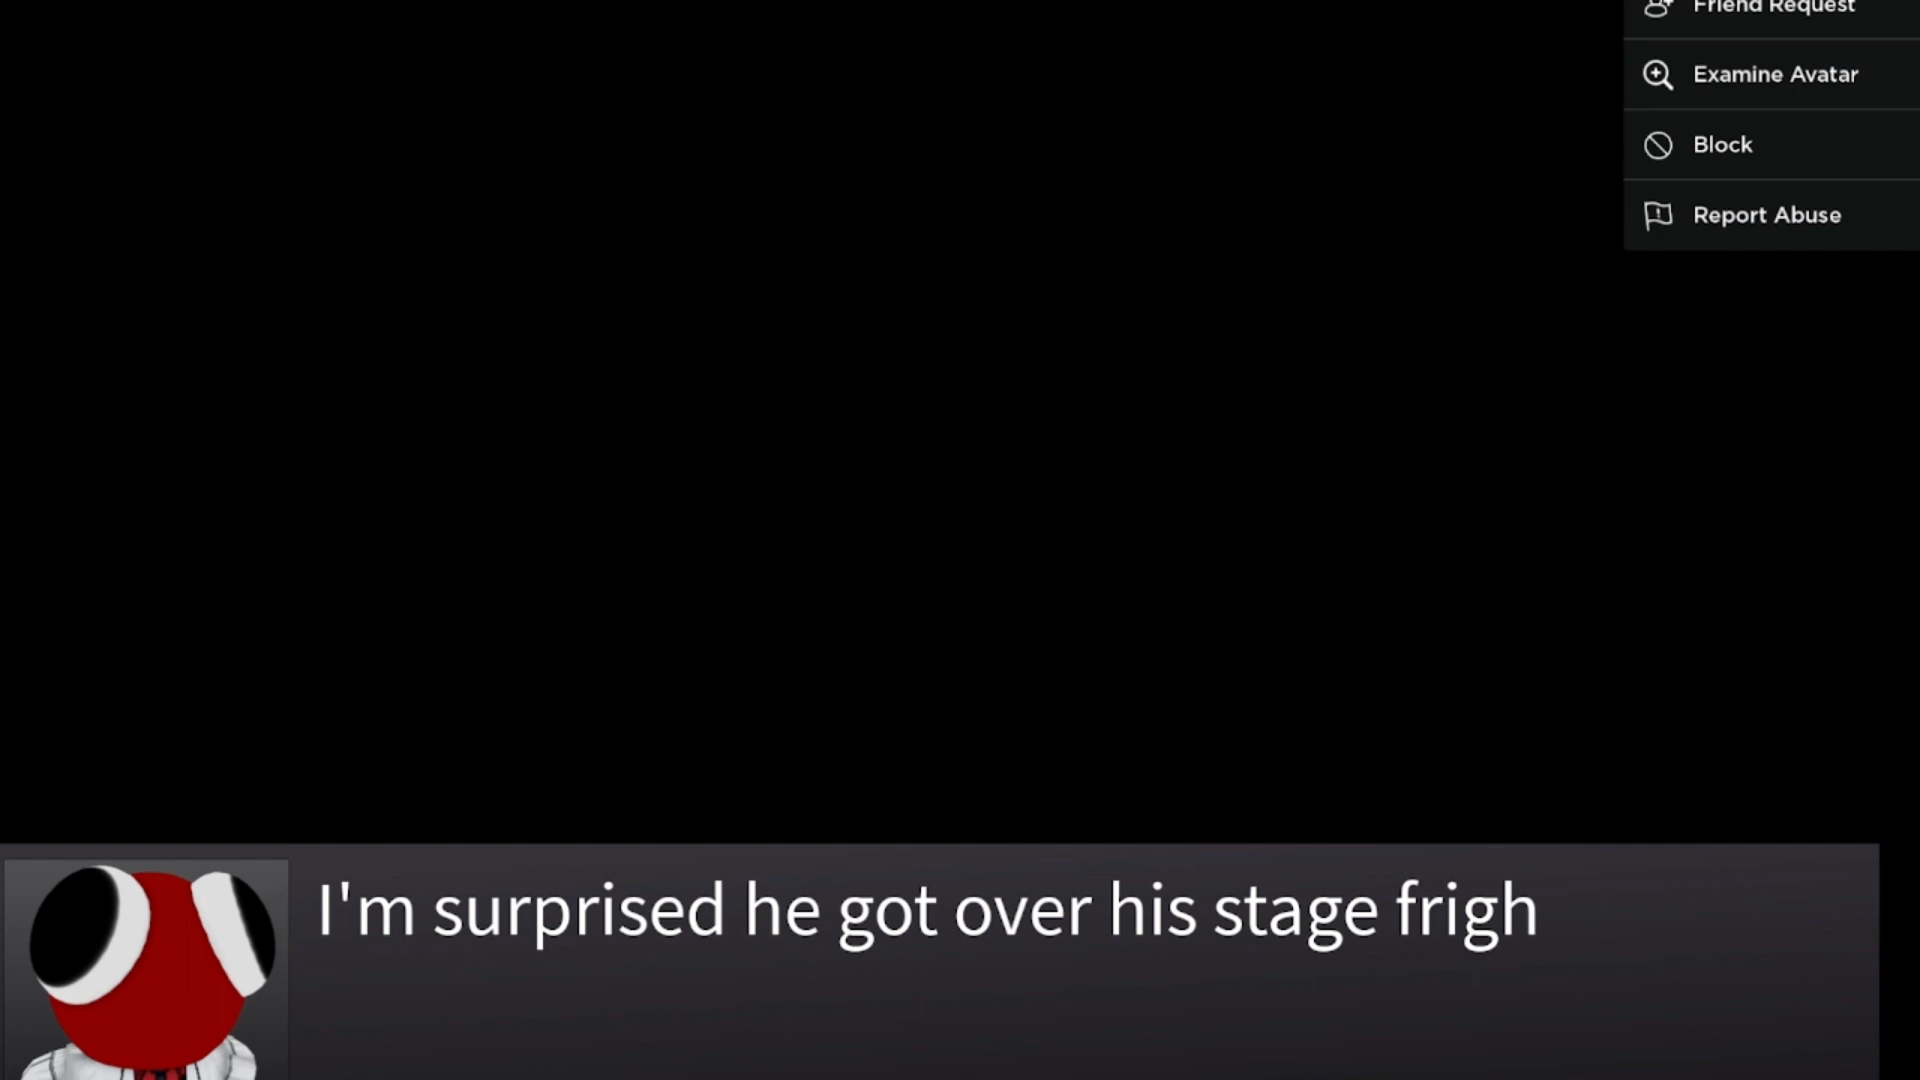 Friend Request
Examine Avatar
Block
Report Abuse
I'm surprised he got over his stage frigh